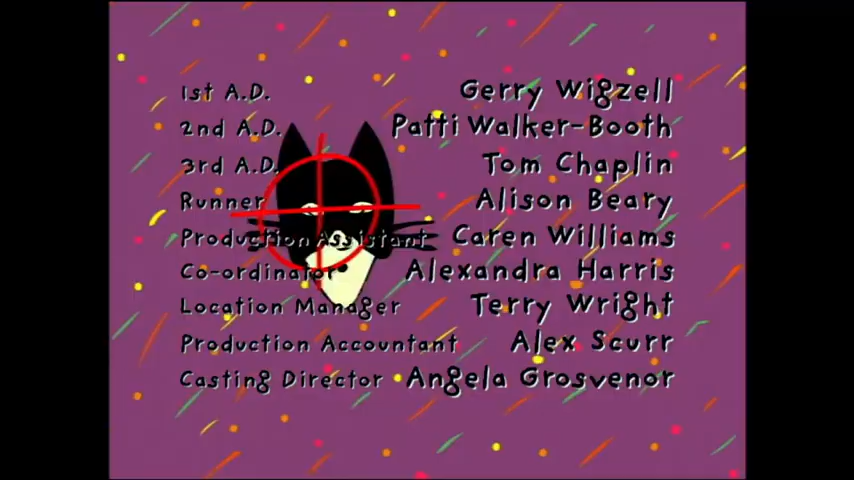 1st A.D. Gerry Wigzell
2nd A.D. Patti Walker-Booth
3rd A.D. Tom Chaplin
Runner Alison Beary
Production Assistant Caren Williams
Co-ordinator Alexandra Harris
Location Manager Terry Wright
Production Accountant Alex Scurr
Casting Director Angela Grosvenor